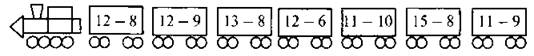 12 – 8 12 – 9 13 – 8 12 – 6 11 – 10 15 – 8 11 – 9